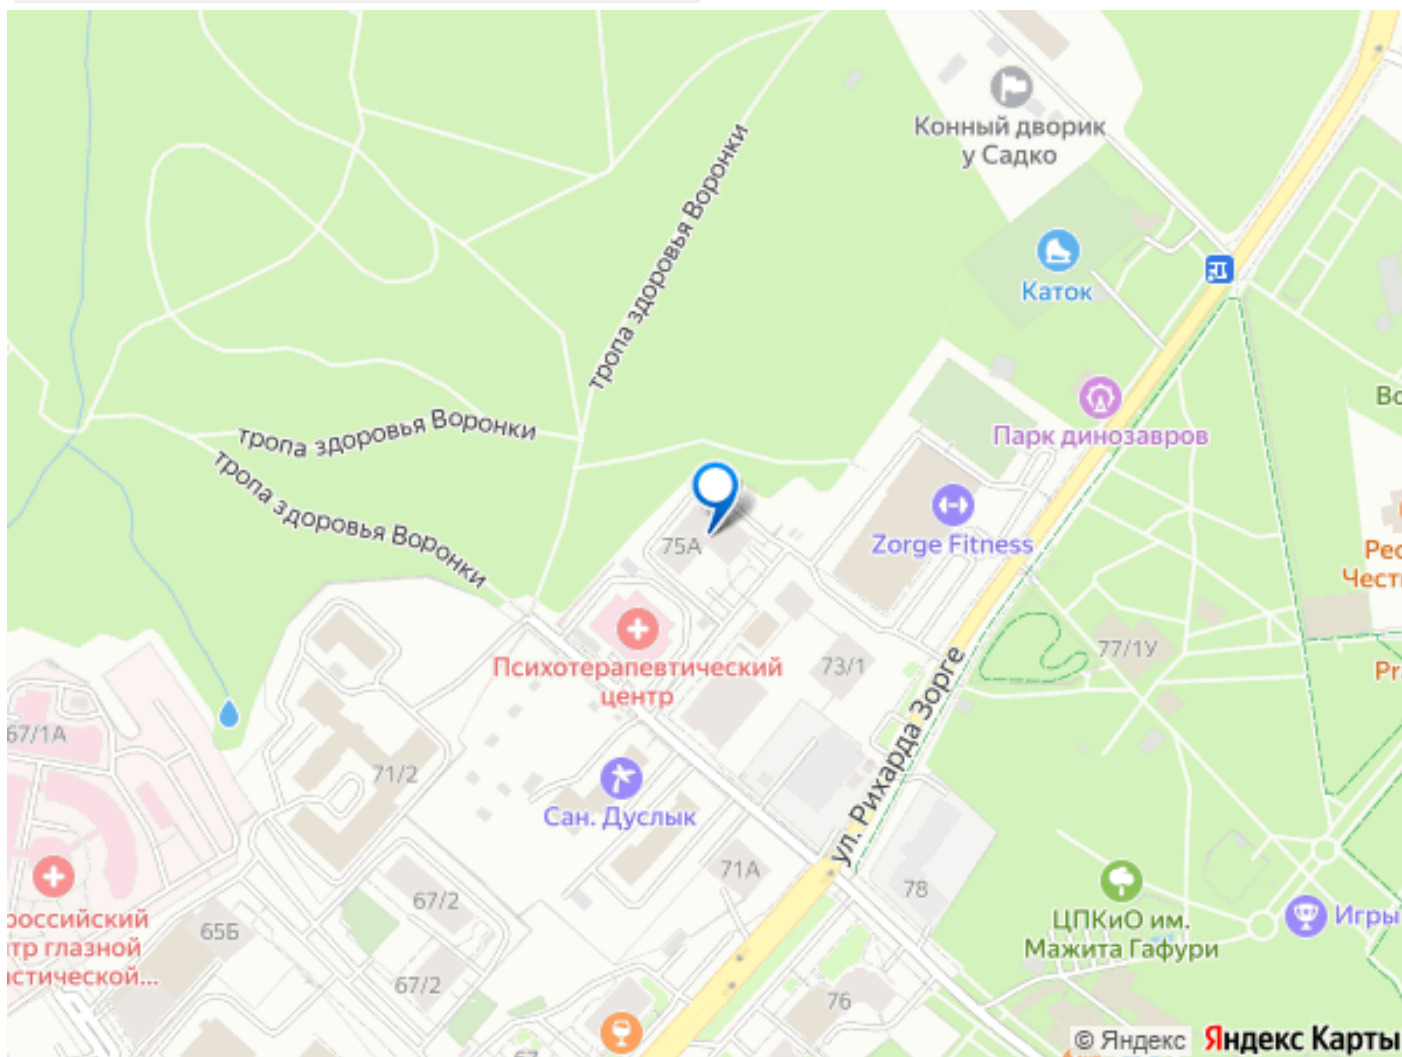 Конный дворик
у Садко
тропа здоровья Воронки
Каток
Парк динозавров
тропа здоровья Воронки
тропа здоровья Воронки
Zorge Fitness
75А
Психотерапевтический
центр
73/1
77/1У
67/1А
71/2
ул. Рихарда Зорге
Сан. Дуслык
71А
78
67/2
65Б
ЦПКиО им.
Мажита Гафури
Игры
67/2
76
67
© Яндекс Яндекс Карты